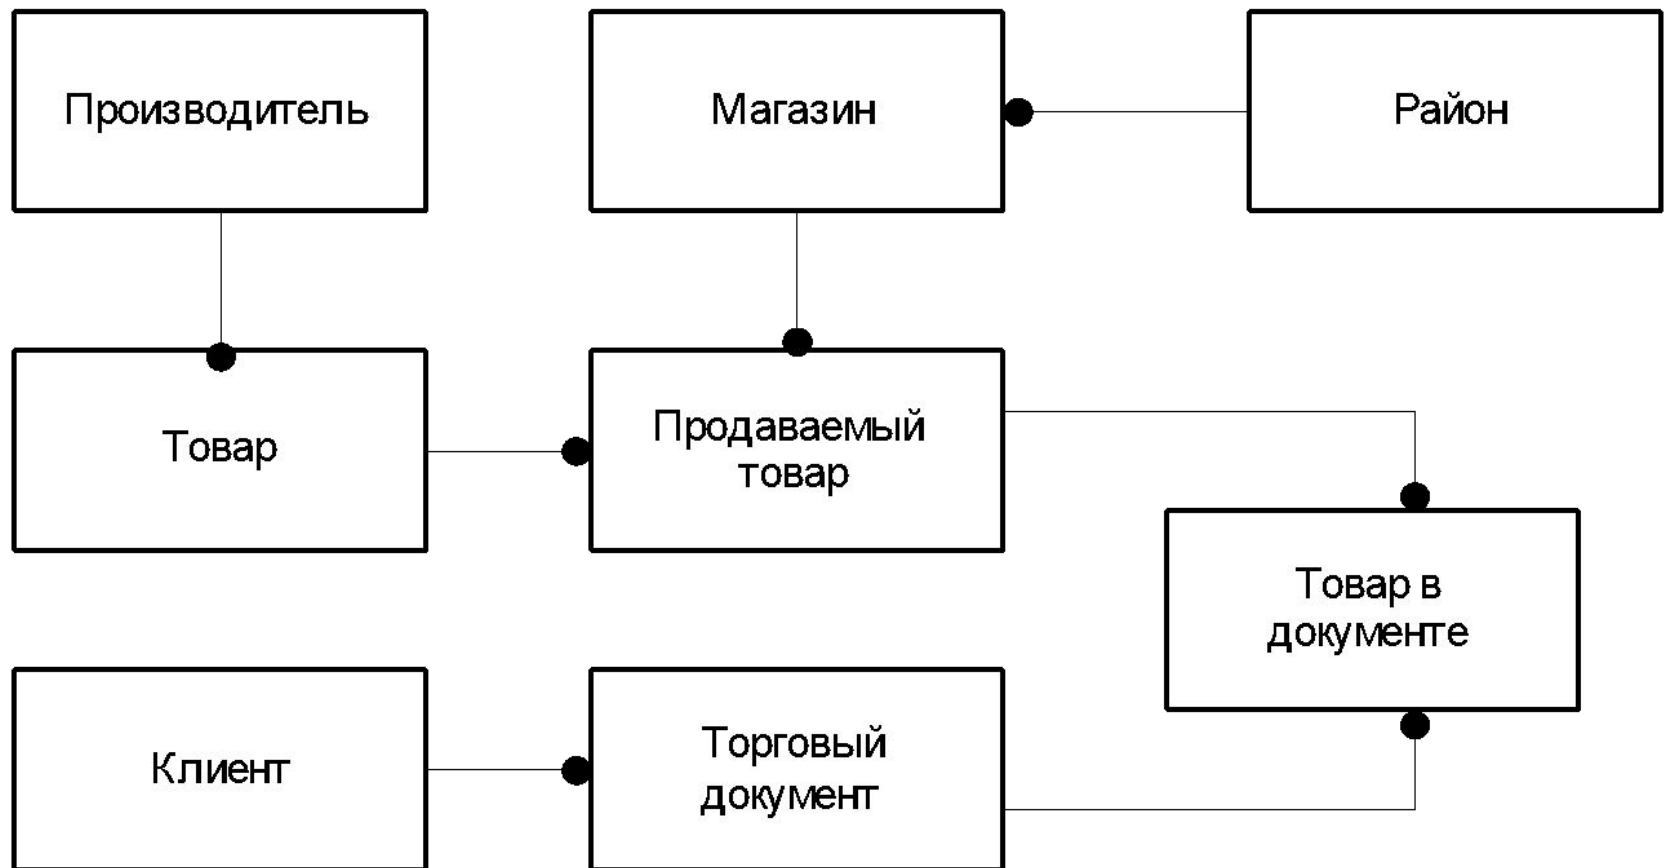 Производитель
Магазин
Район
Товар
Продаваемый
товар
Товар в
документе
Клиент
Торговый
документ